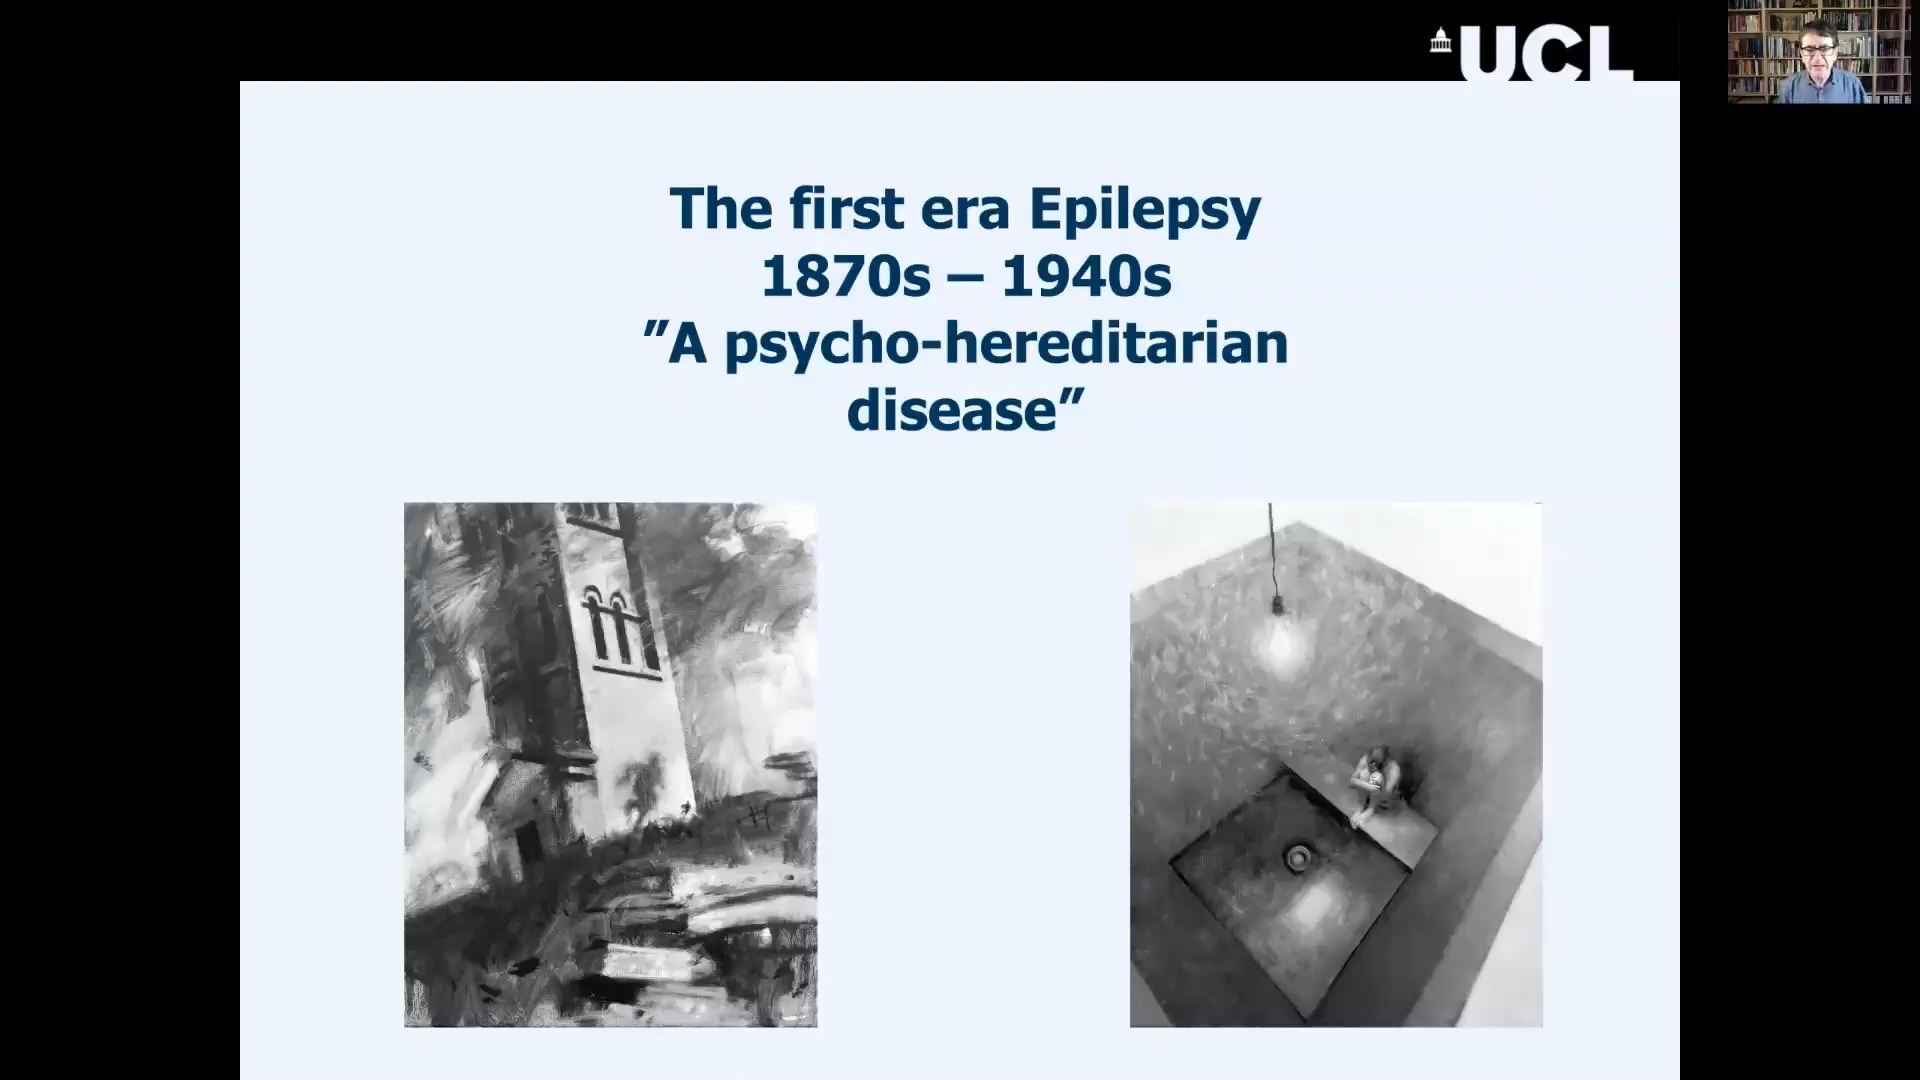 UCL
The first era Epilepsy
1870s – 1940s
”A psycho-hereditarian
disease”